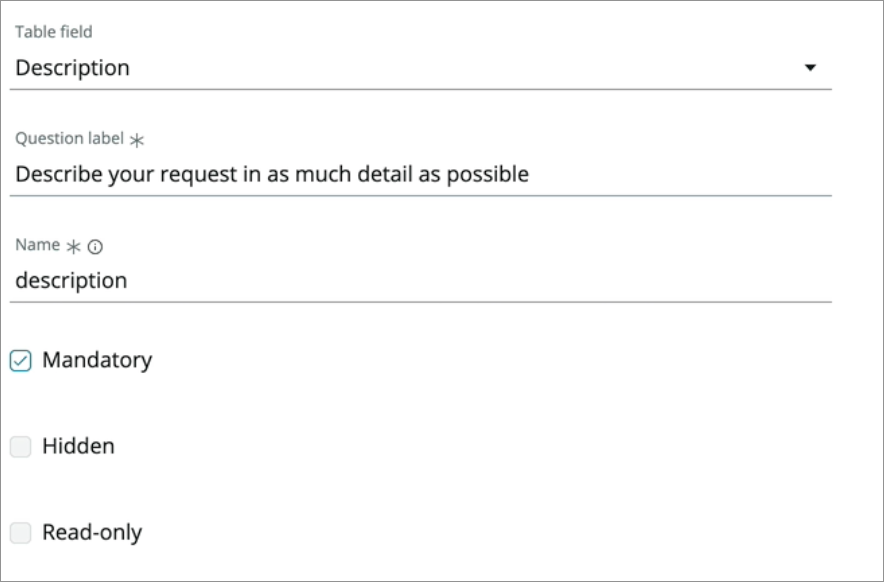 Table field
Description
Question label *
Describe your request in as much detail as possible
Name *
description
Mandatory
Hidden
Read-only